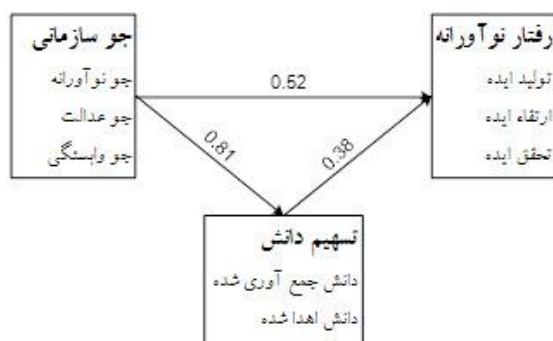 رفتار نوآورانه
تولید ایده
ارتقاء ایده
تحقق ایده
جو سازمانی
جو نوآورانه
جو عدالت
جو وابستگی
0.52
0.81
0.38
تسهیم دانش
دانش جمع آوری شده
دانش اهدا شده